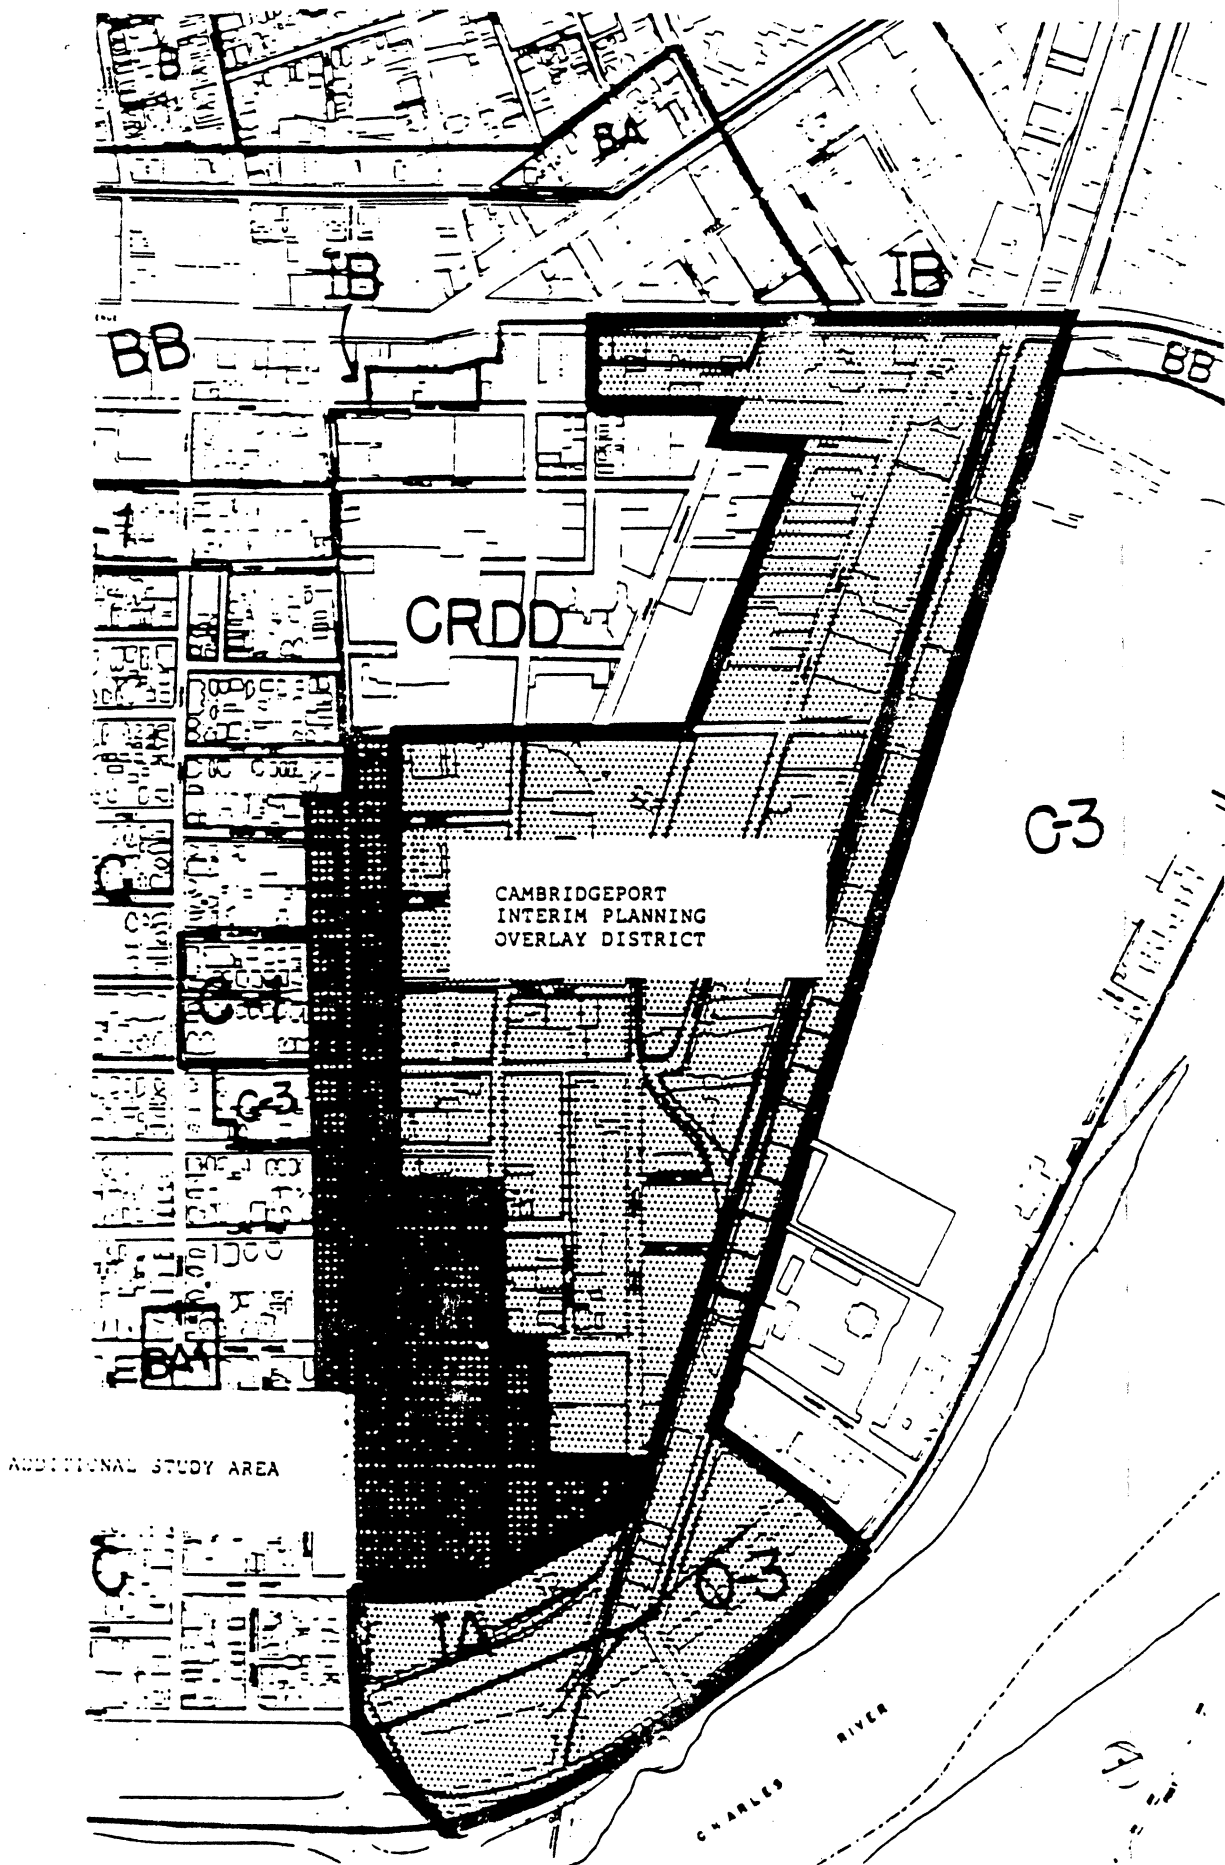 BA
IB
IB
BB
BB
CRDD
C-3
CAMBRIDGEPORT
INTERIM PLANNING
OVERLAY DISTRICT
C-1
C-3
BA-1
ADDITIONAL STUDY AREA
O-3
IA
CHARLES RIVER